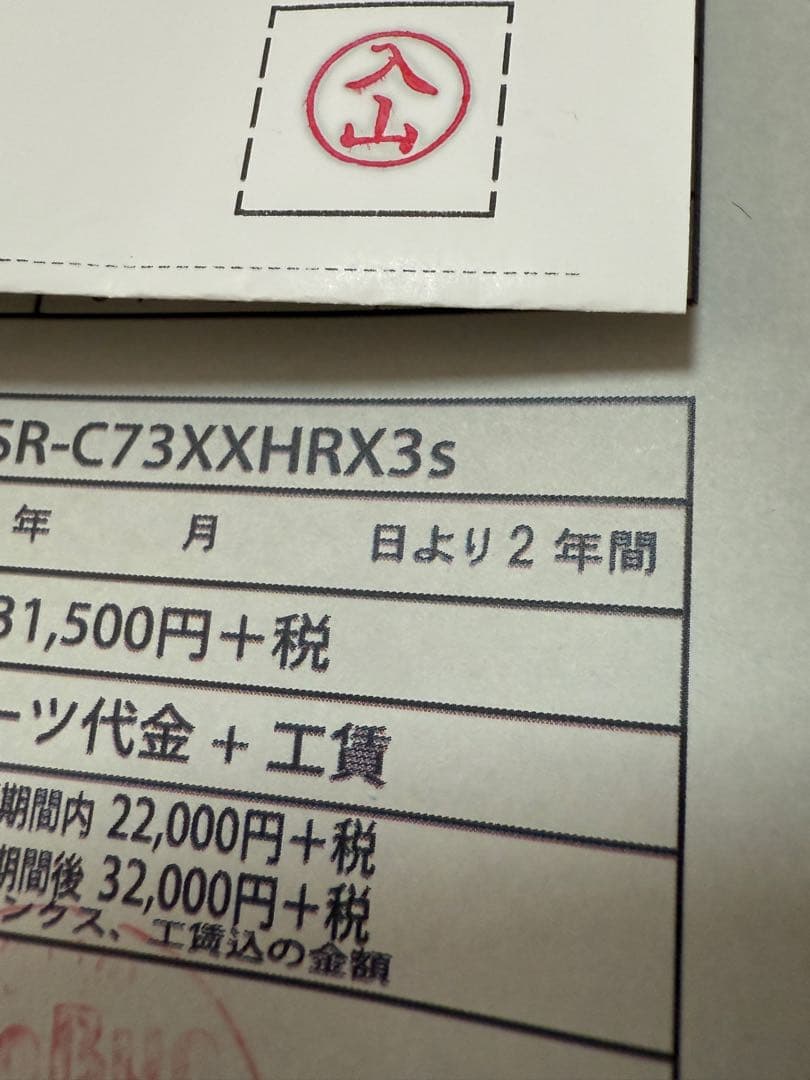 入
山
SR-C73XXHRX3s
年 月 日より2年間
31,500円+税
ーツ代金 + 工賃
期間内 22,000円+税
期間後 32,000円+税
ンクス、工賃込の金額